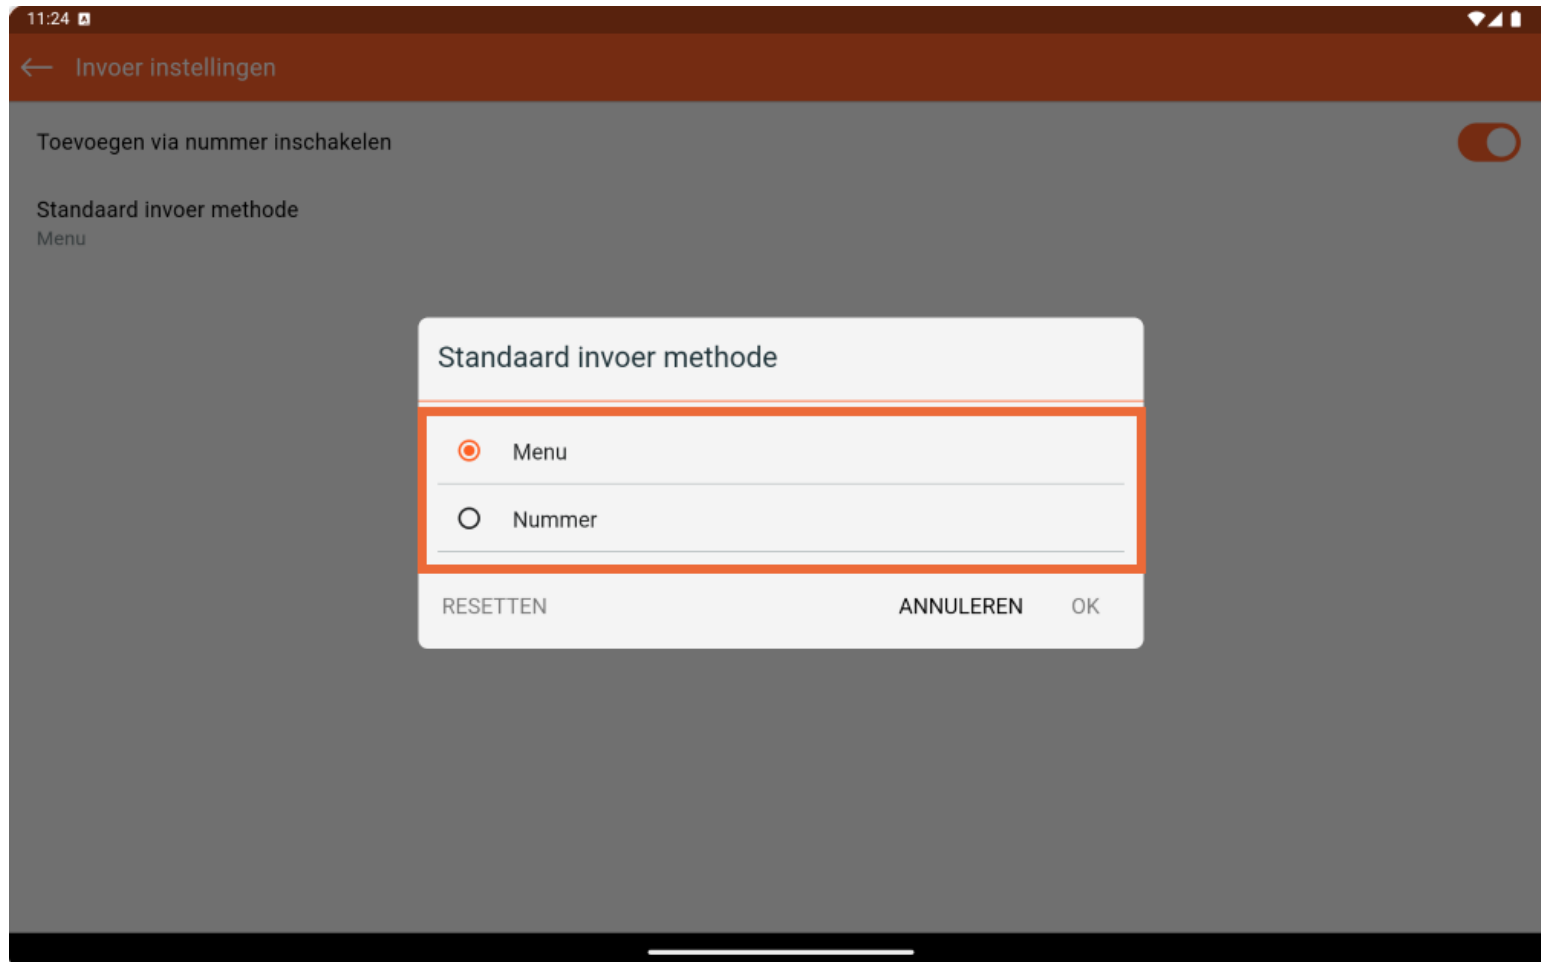 11:24
Invoer instellingen
Toevoegen via nummer inschakelen
Standaard invoer methode
Menu
Standaard invoer methode
Menu
Nummer
RESETTEN ANNULEREN OK